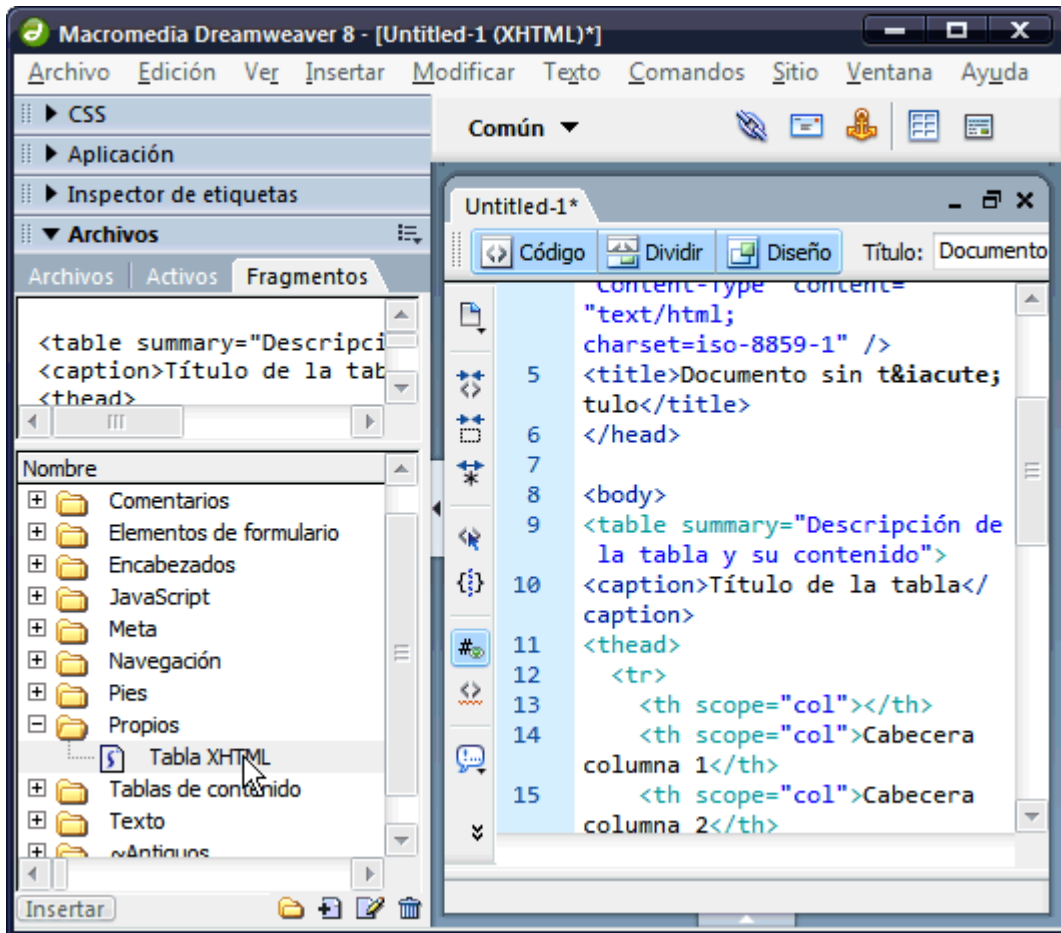 Macromedia Dreamweaver 8 - [Untitled-1 (XHTML)*]
Archivo Edición Ver Insertar Modificar Texto Comandos Sitio Ventana Ayuda
CSS
Aplicación
Inspector de etiquetas
Archivos
Archivos Activos Fragmentos
<table summary="Descripci
<caption>Título de la tab
<thead>
Nombre
Comentarios
Elementos de formulario
Encabezados
JavaScript
Meta
Navegación
Pies
Propios
Tabla XHTML
Tablas de contenido
Texto
~Antiguos
Insertar
Común
Untitled-1*
Código Dividir Diseño Título: Documento
"Content-Type" content=
"text/html;
charset=iso-8859-1" />
5 <title>Documento sin t&iacute;
tulo</title>
6 </head>
7
8 <body>
9 <table summary="Descripción de
la tabla y su contenido">
10 <caption>Título de la tabla</
caption>
11 <thead>
12 <tr>
13 <th scope="col"></th>
14 <th scope="col">Cabecera
columna 1</th>
15 <th scope="col">Cabecera
columna 2</th>